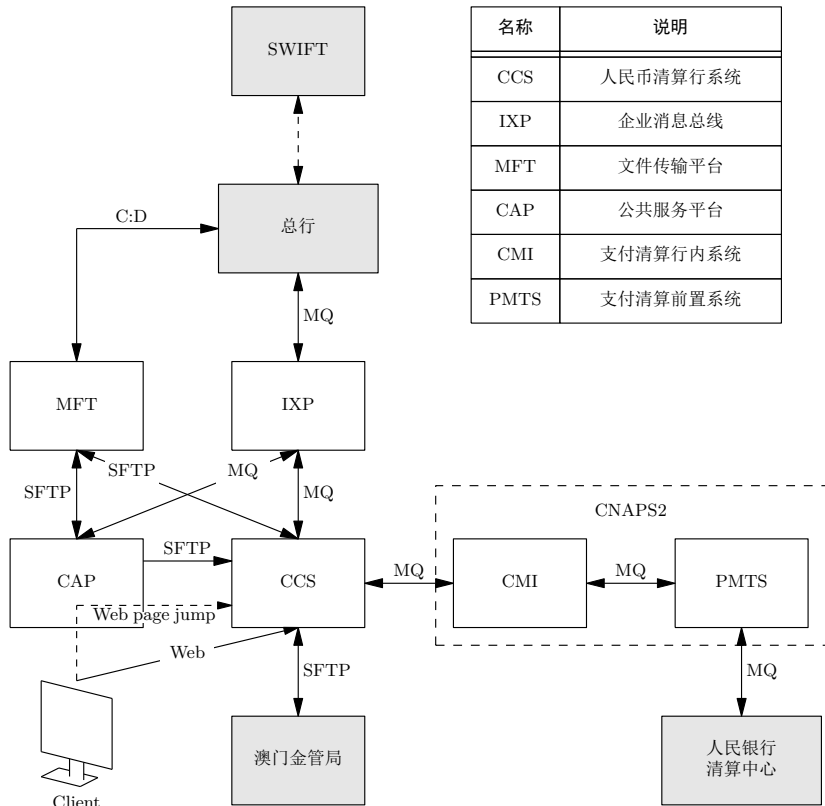 SWIFT
名称 说明
CCS 人民币清算行系统
IXP 企业消息总线
MFT 文件传输平台
CAP 公共服务平台
CMI 支付清算行内系统
PMTS 支付清算前置系统
C:D
总行
MQ
MFT
IXP
SFTP
MQ
SFTP
MQ
CNAPS2
CAP
SFTP
CCS
MQ
CMI
MQ
PMTS
Web page jump
Web
SFTP
MQ
澳门金管局
人民银行
清算中心
Client